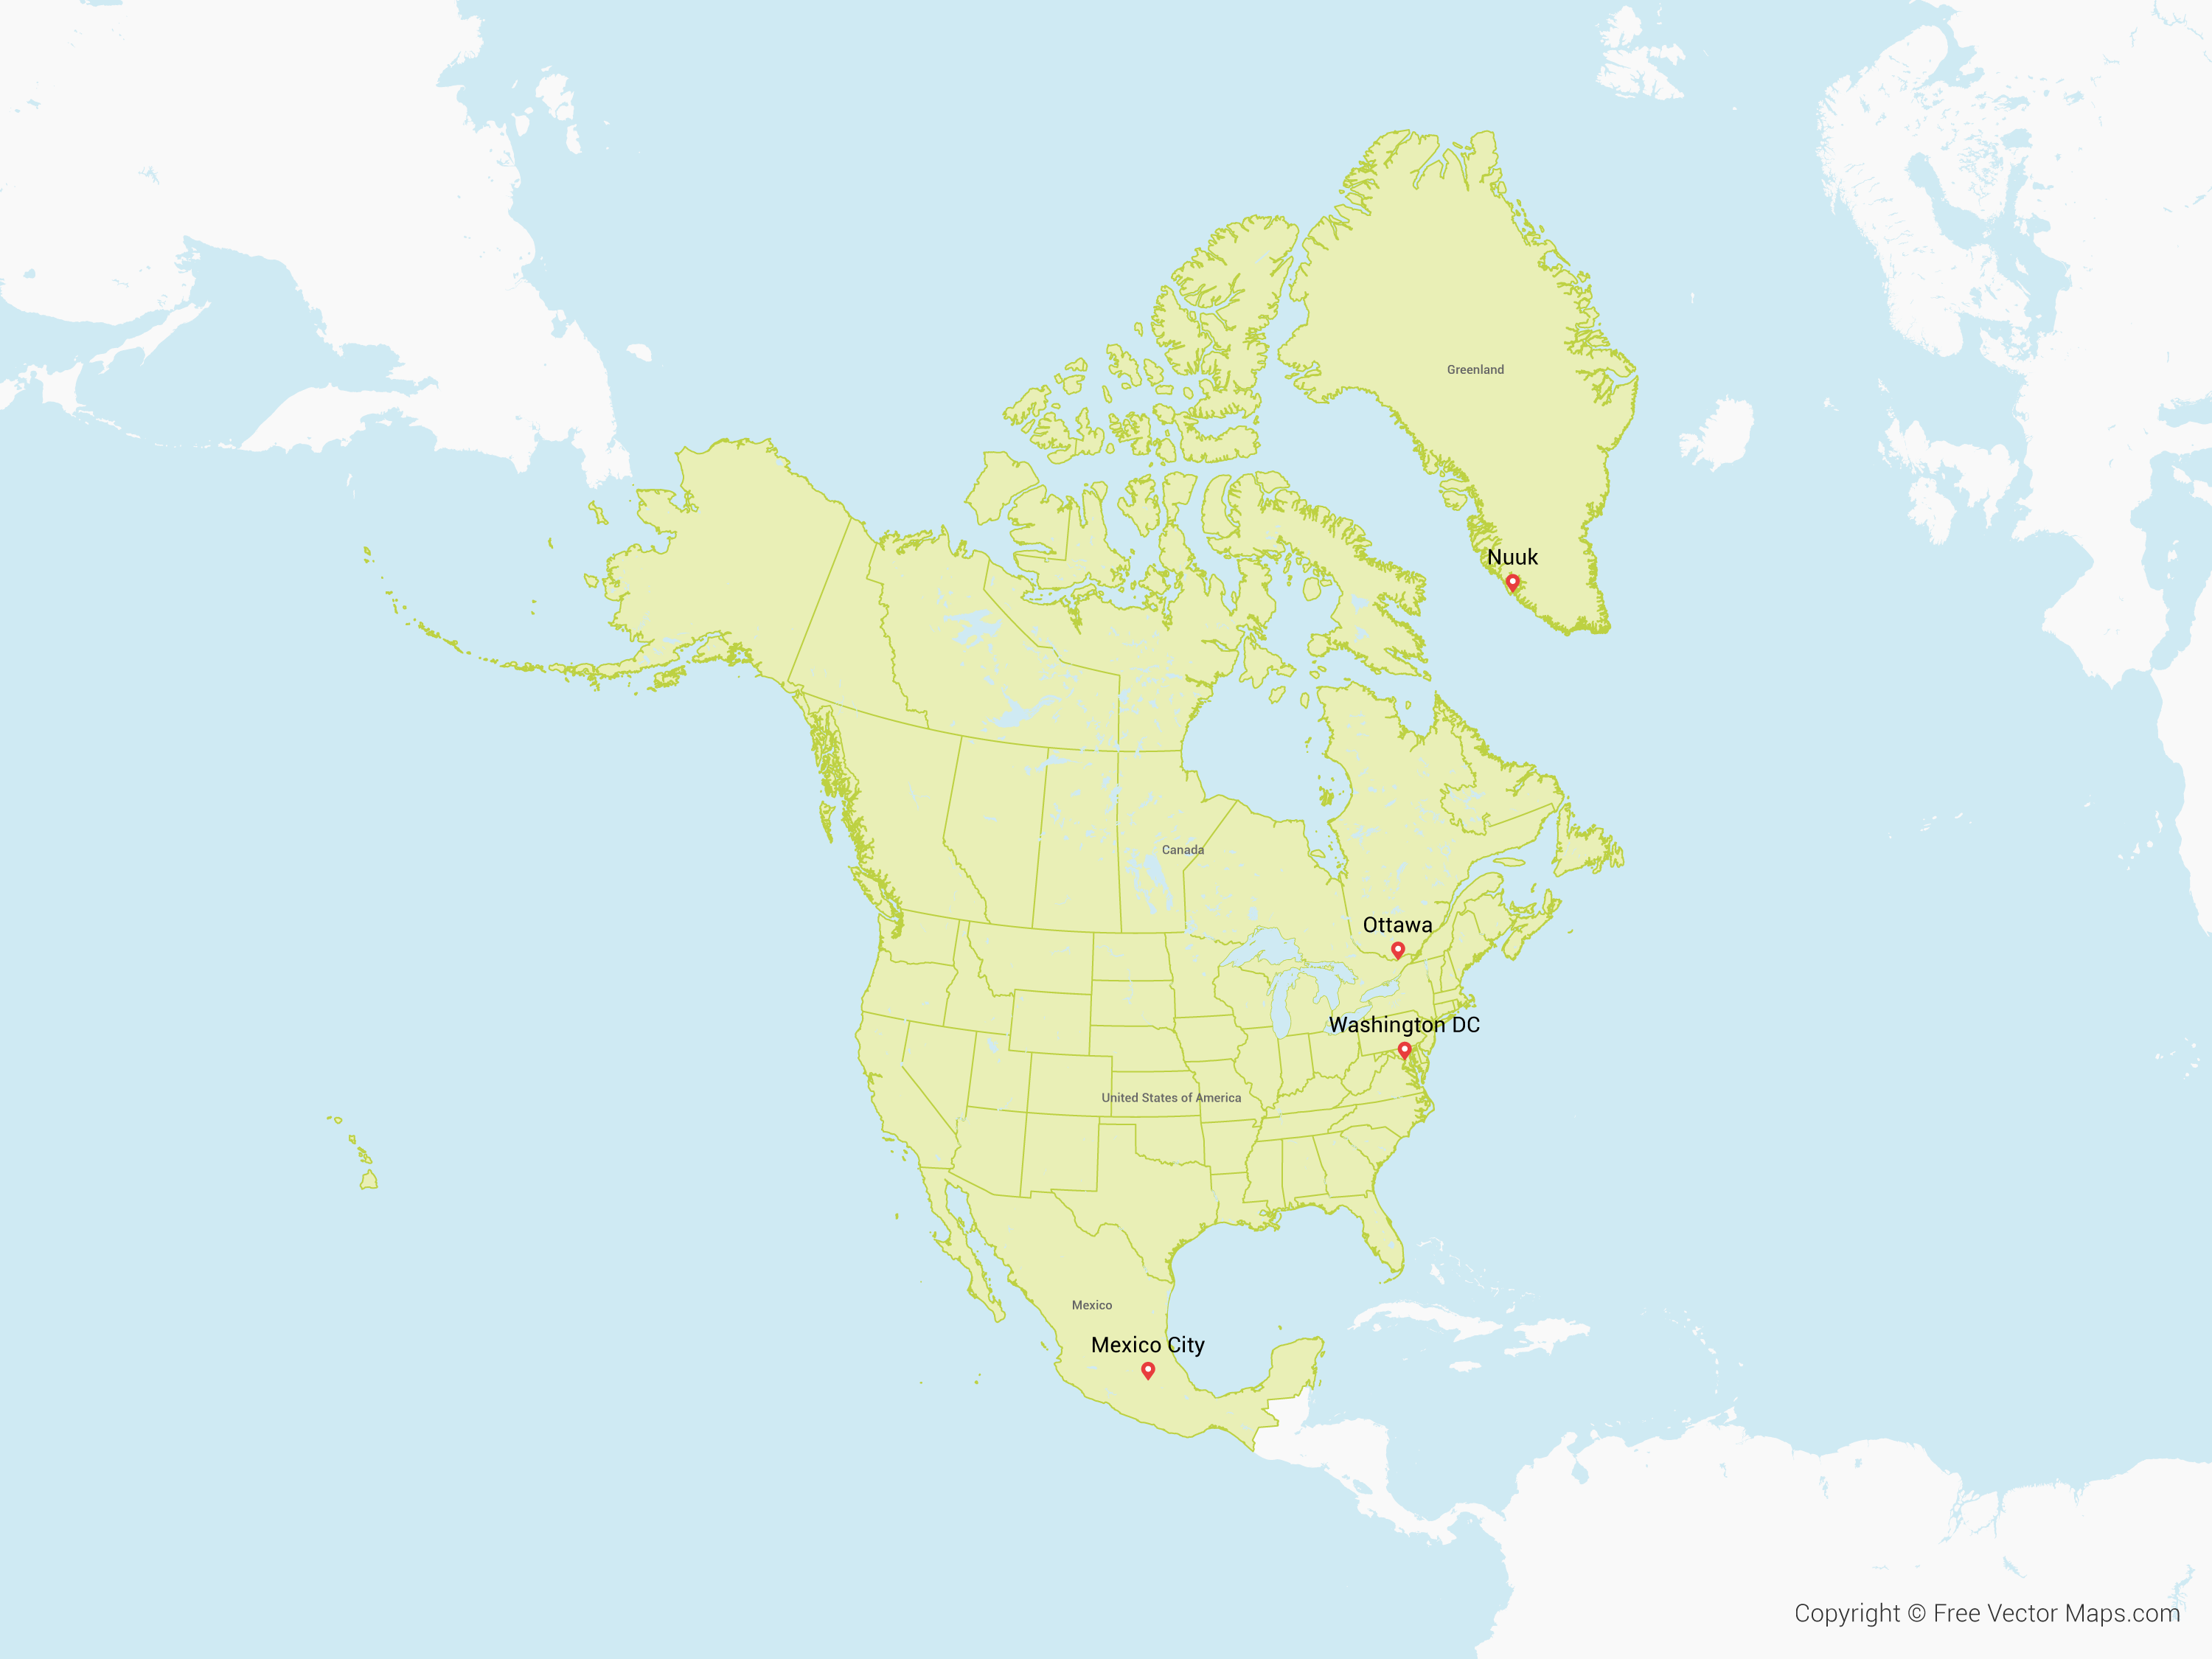 Greenland
Nuuk
Canada
Ottawa
Washington DC
United States of America
Mexico
Mexico City
Copyright © Free Vector Maps.com